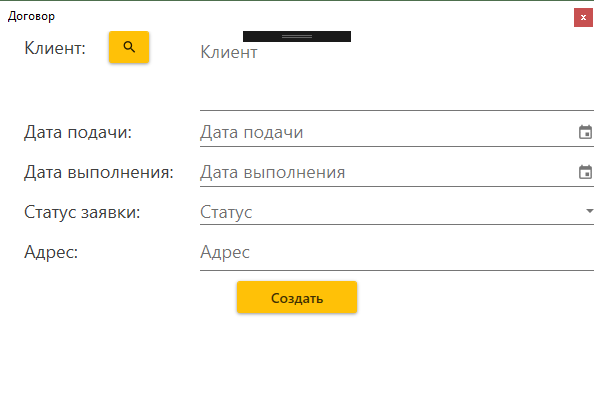 Договор
x
Клиент:
Клиент
Дата подачи:
Дата подачи
Дата выполнения:
Дата выполнения
Статус заявки:
Статус
Адрес:
Адрес
Создать